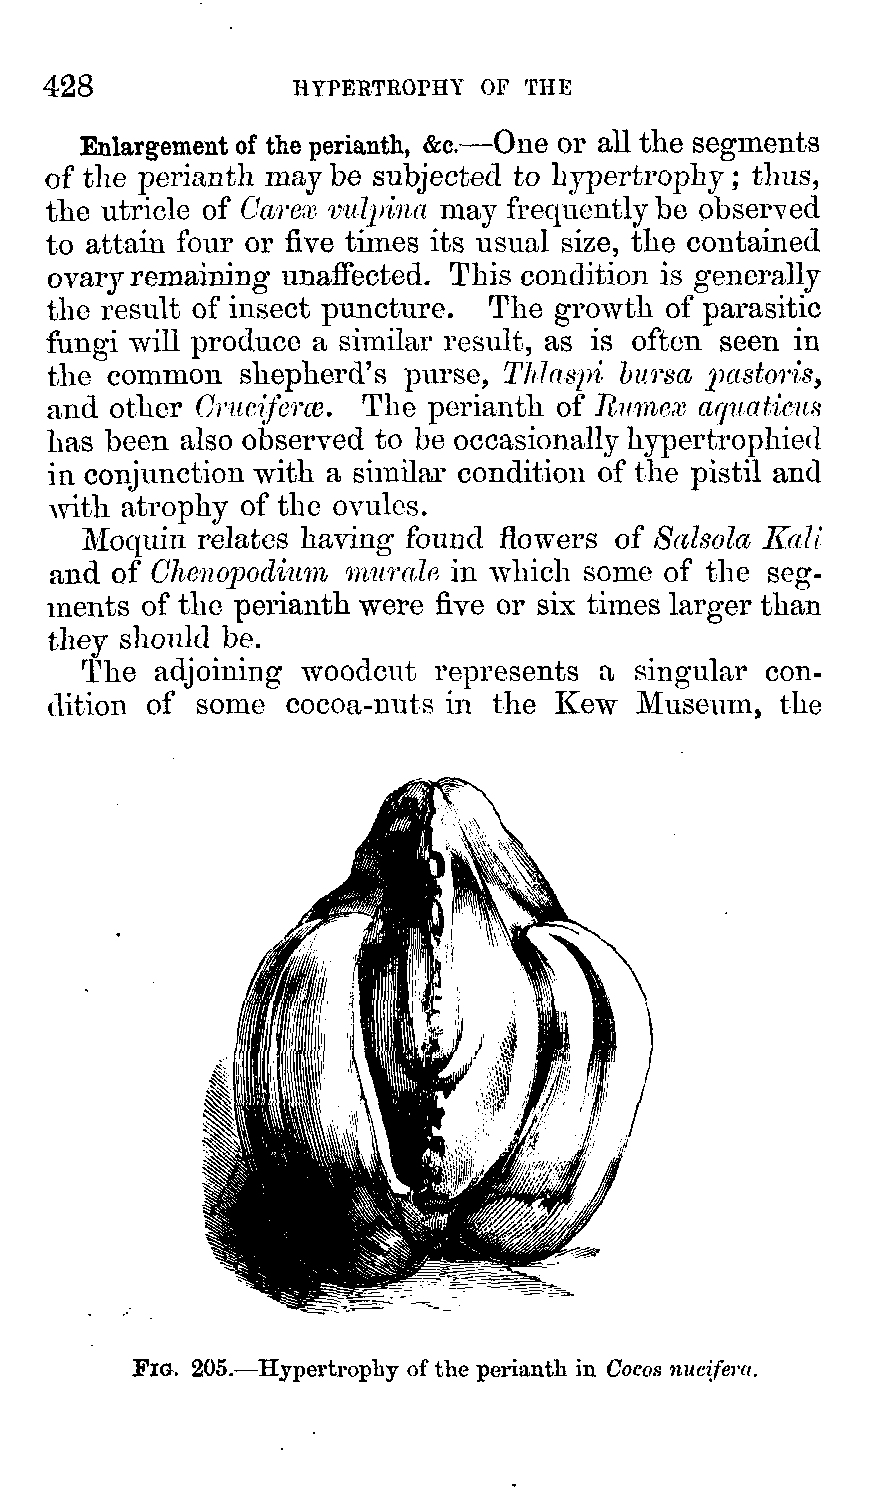 428 HYPERTROPHY OF THE
Enlargement of the perianth, &c.—One or all the segments
of the perianth may be subjected to hypertrophy; thus,
the utricle of Carex vulpina may frequently be observed
to attain four or five times its usual size, the contained
ovary remaining unaffected. This condition is generally
the result of insect puncture. The growth of parasitic
fungi will produce a similar result, as is often seen in
the common shepherd's purse, Thlaspi bursa pastoris,
and other Cruciferæ. The perianth of Rumex aquaticus
has been also observed to be occasionally hypertrophied
in conjunction with a similar condition of the pistil and
with atrophy of the ovules.
Moquin relates having found flowers of Salsola Kali
and of Chenopodium murale in which some of the seg-
ments of the perianth were five or six times larger than
they should be.
The adjoining woodcut represents a singular con-
dition of some cocoa-nuts in the Kew Museum, the
FIG. 205.—Hypertrophy of the perianth in Cocos nucifera.